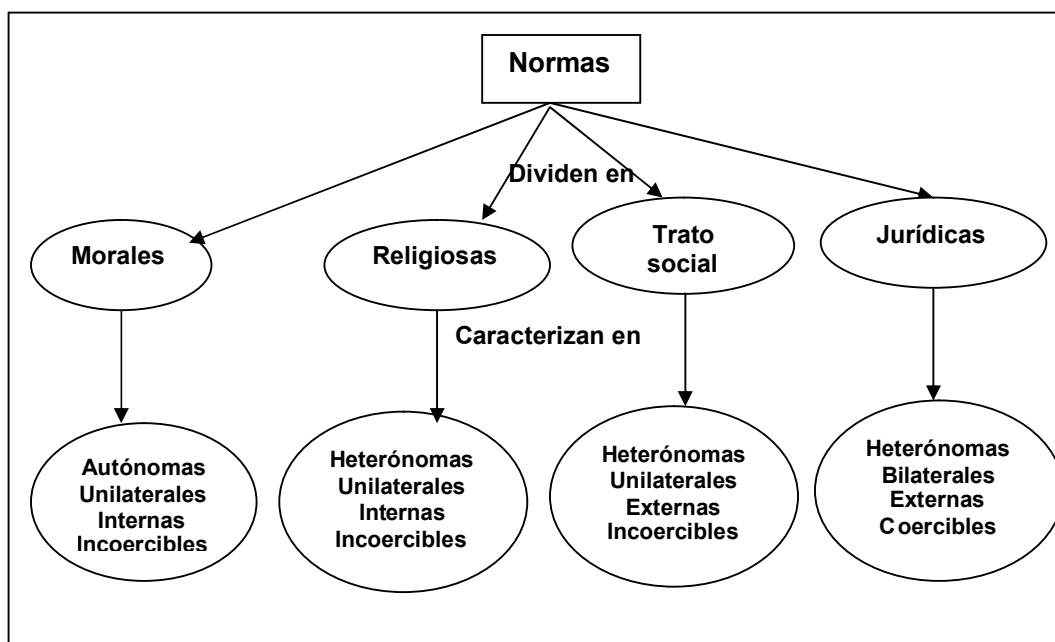 Normas
Dividen en
Morales
Religiosas
Trato
social
Jurídicas
Caracterizan en
Autónomas
Unilaterales
Internas
Incoercibles
Heterónomas
Unilaterales
Internas
Incoercibles
Heterónomas
Unilaterales
Externas
Incoercibles
Heterónomas
Bilaterales
Externas
Coercibles